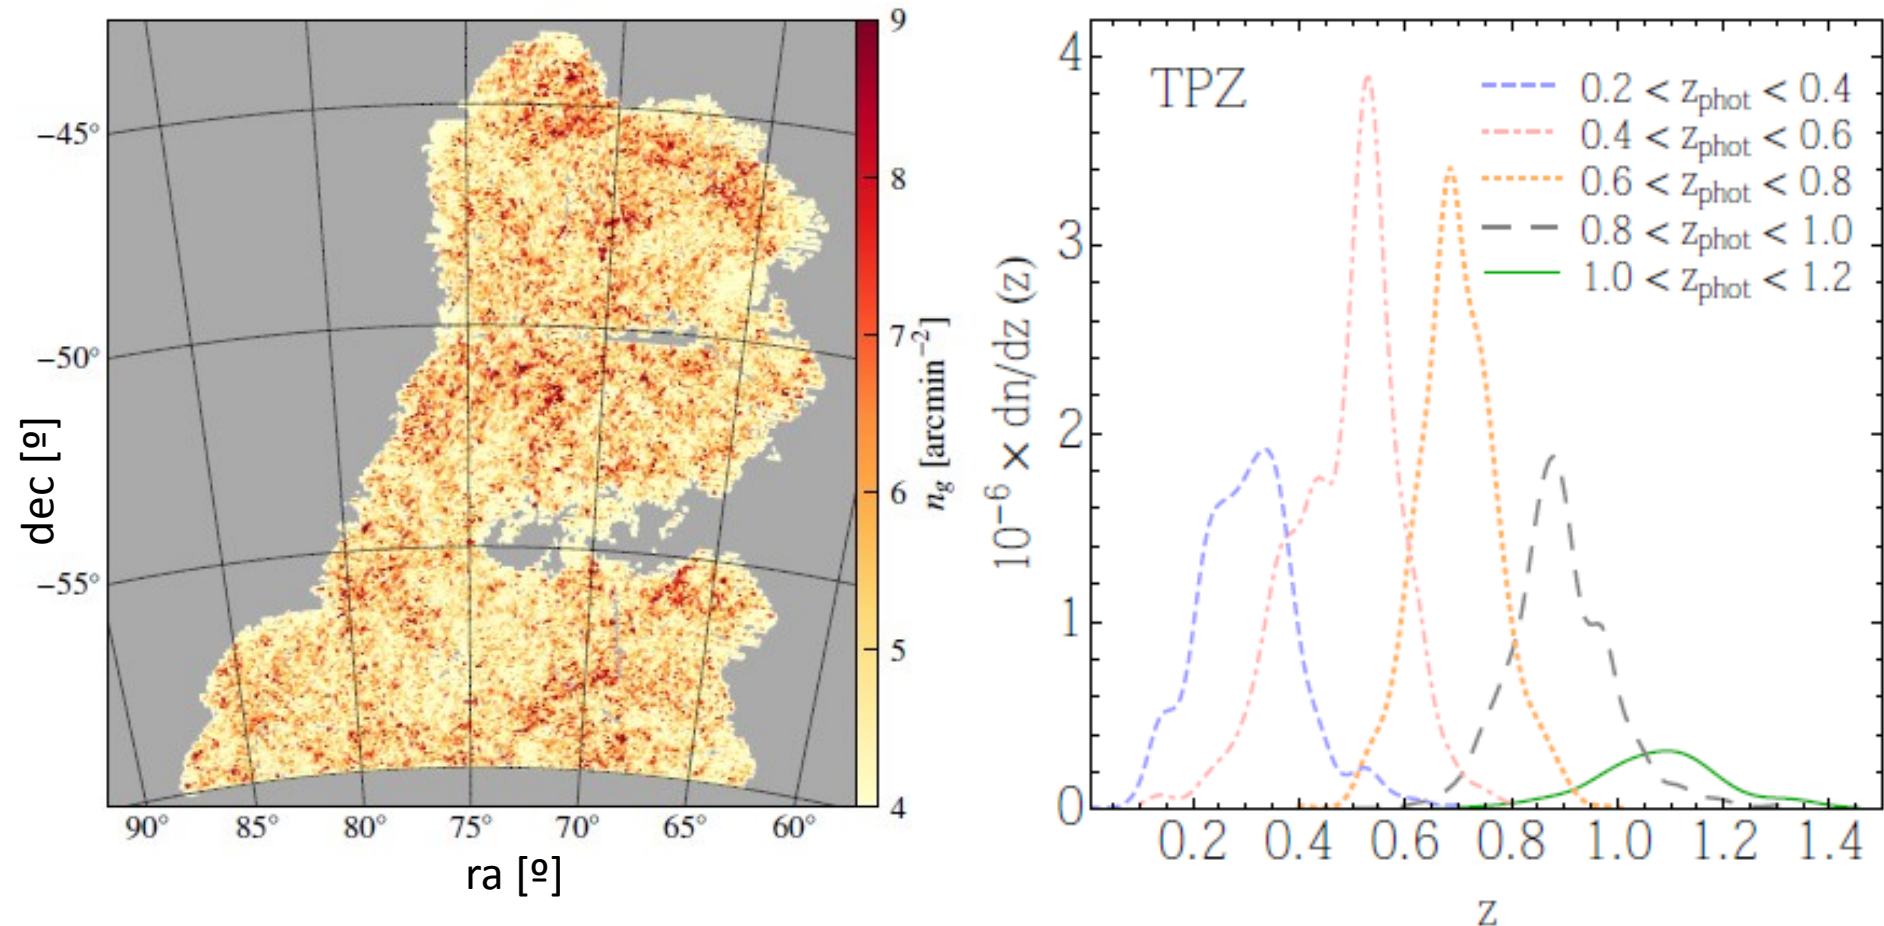 dec [º]
−45°
−50°
−55°
90° 85° 80° 75° 70° 65° 60°
ra [º]
9
8
7
6
5
4
n_g [arcmin⁻²]
10⁻⁶ × dn/dz (z)
4
3
2
1
0
TPZ
0.2 < z_phot < 0.4
0.4 < z_phot < 0.6
0.6 < z_phot < 0.8
0.8 < z_phot < 1.0
1.0 < z_phot < 1.2
0.2 0.4 0.6 0.8 1.0 1.2 1.4
z